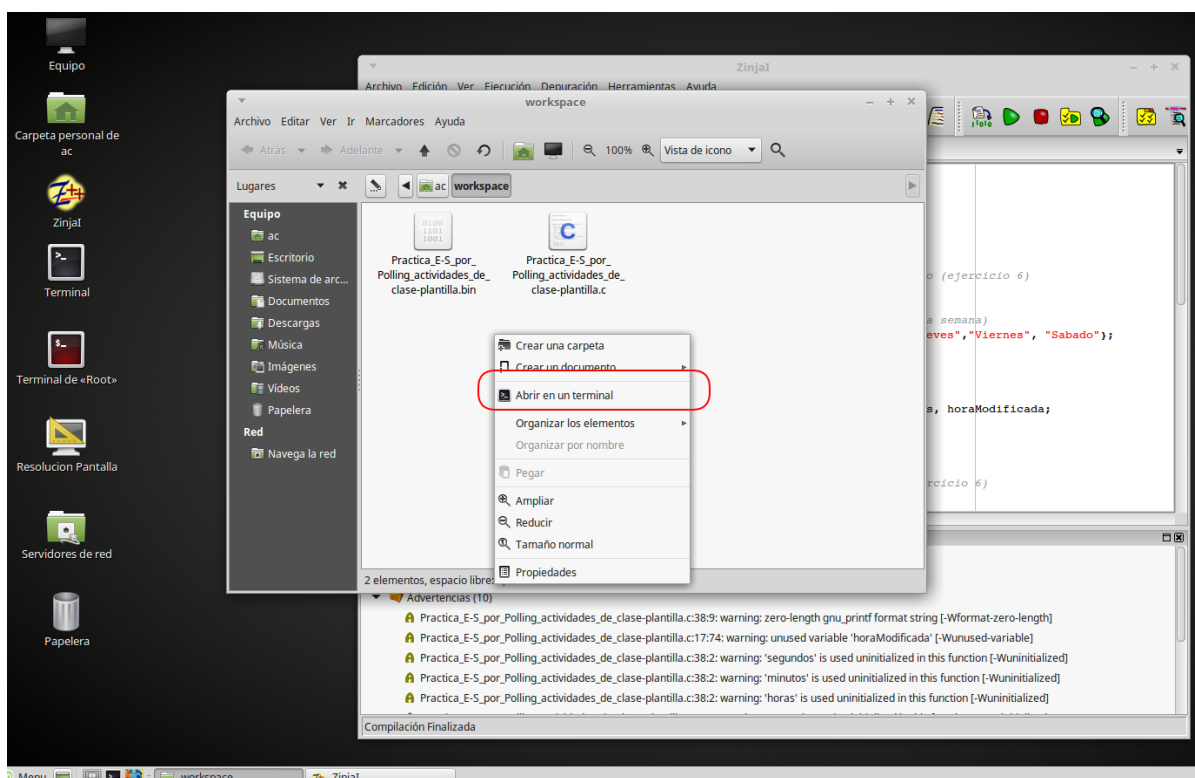 Equipo
Carpeta personal de
ac
ZinjaI
Terminal
Terminal de «Root»
Resolucion Pantalla
Servidores de red
Papelera
ZinjaI
Archivo Edición Ver Ejecución Depuración Herramientas Ayuda
workspace
Archivo Editar Ver Ir Marcadores Ayuda
Atrás Adelante 100% Vista de icono
Lugares
ac workspace
Equipo
ac
Escritorio
Sistema de arc...
Documentos
Descargas
Música
Imágenes
Vídeos
Papelera
Red
Navega la red
Practica_E-S_por_
Polling_actividades_de_
clase-plantilla.bin
Practica_E-S_por_
Polling_actividades_de_
clase-plantilla.c
Crear una carpeta
Crear un documento
Abrir en un terminal
Organizar los elementos
Organizar por nombre
Pegar
Ampliar
Reducir
Tamaño normal
Propiedades
2 elementos, espacio libre:
o (ejercicio 6)
a semana)
eves","Viernes", "Sabado"};
s, horaModificada;
rcicio 6)
Advertencias (10)
Practica_E-S_por_Polling_actividades_de_clase-plantilla.c:38:9: warning: zero-length gnu_printf format string [-Wformat-zero-length]
Practica_E-S_por_Polling_actividades_de_clase-plantilla.c:17:74: warning: unused variable 'horaModificada' [-Wunused-variable]
Practica_E-S_por_Polling_actividades_de_clase-plantilla.c:38:2: warning: 'segundos' is used uninitialized in this function [-Wuninitialized]
Practica_E-S_por_Polling_actividades_de_clase-plantilla.c:38:2: warning: 'minutos' is used uninitialized in this function [-Wuninitialized]
Practica_E-S_por_Polling_actividades_de_clase-plantilla.c:38:2: warning: 'horas' is used uninitialized in this function [-Wuninitialized]
Compilación Finalizada
Menu workspace ZinjaI